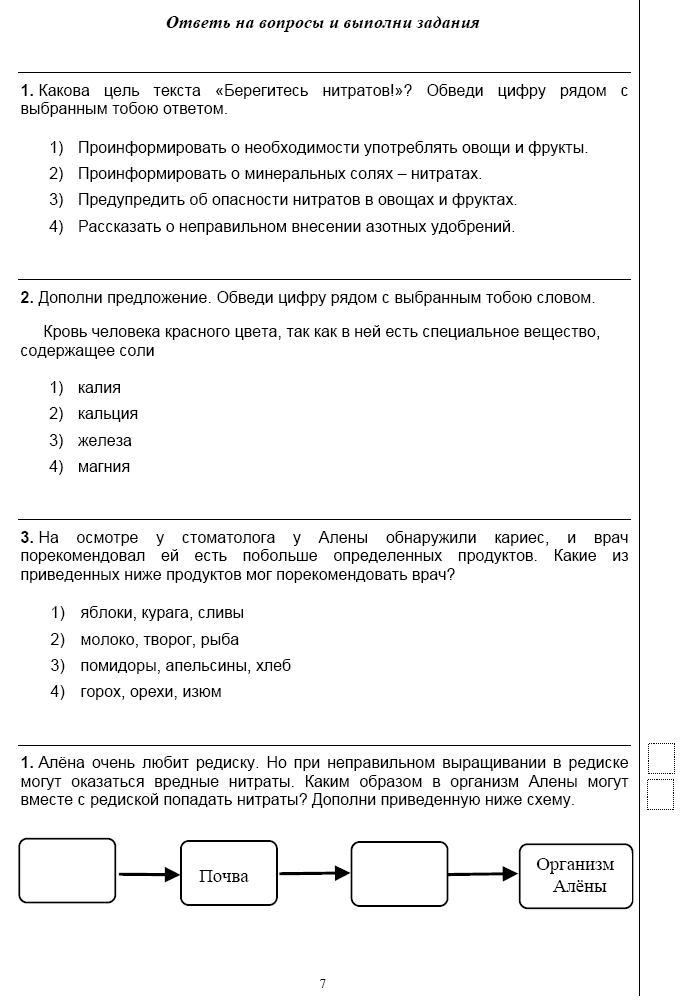 Ответь на вопросы и выполни задания
1. Какова цель текста «Берегитесь нитратов!»? Обведи цифру рядом с
выбранным тобою ответом.
1) Проинформировать о необходимости употреблять овощи и фрукты.
2) Проинформировать о минеральных солях – нитратах.
3) Предупредить об опасности нитратов в овощах и фруктах.
4) Рассказать о неправильном внесении азотных удобрений.
2. Дополни предложение. Обведи цифру рядом с выбранным тобою словом.
Кровь человека красного цвета, так как в ней есть специальное вещество,
содержащее соли
1) калия
2) кальция
3) железа
4) магния
3. На осмотре у стоматолога у Алены обнаружили кариес, и врач
порекомендовал ей есть побольше определенных продуктов. Какие из
приведенных ниже продуктов мог порекомендовать врач?
1) яблоки, курага, сливы
2) молоко, творог, рыба
3) помидоры, апельсины, хлеб
4) горох, орехи, изюм
1. Алёна очень любит редиску. Но при неправильном выращивании в редиске
могут оказаться вредные нитраты. Каким образом в организм Алены могут
вместе с редиской попадать нитраты? Дополни приведенную ниже схему.
Почва
Организм
Алёны
7